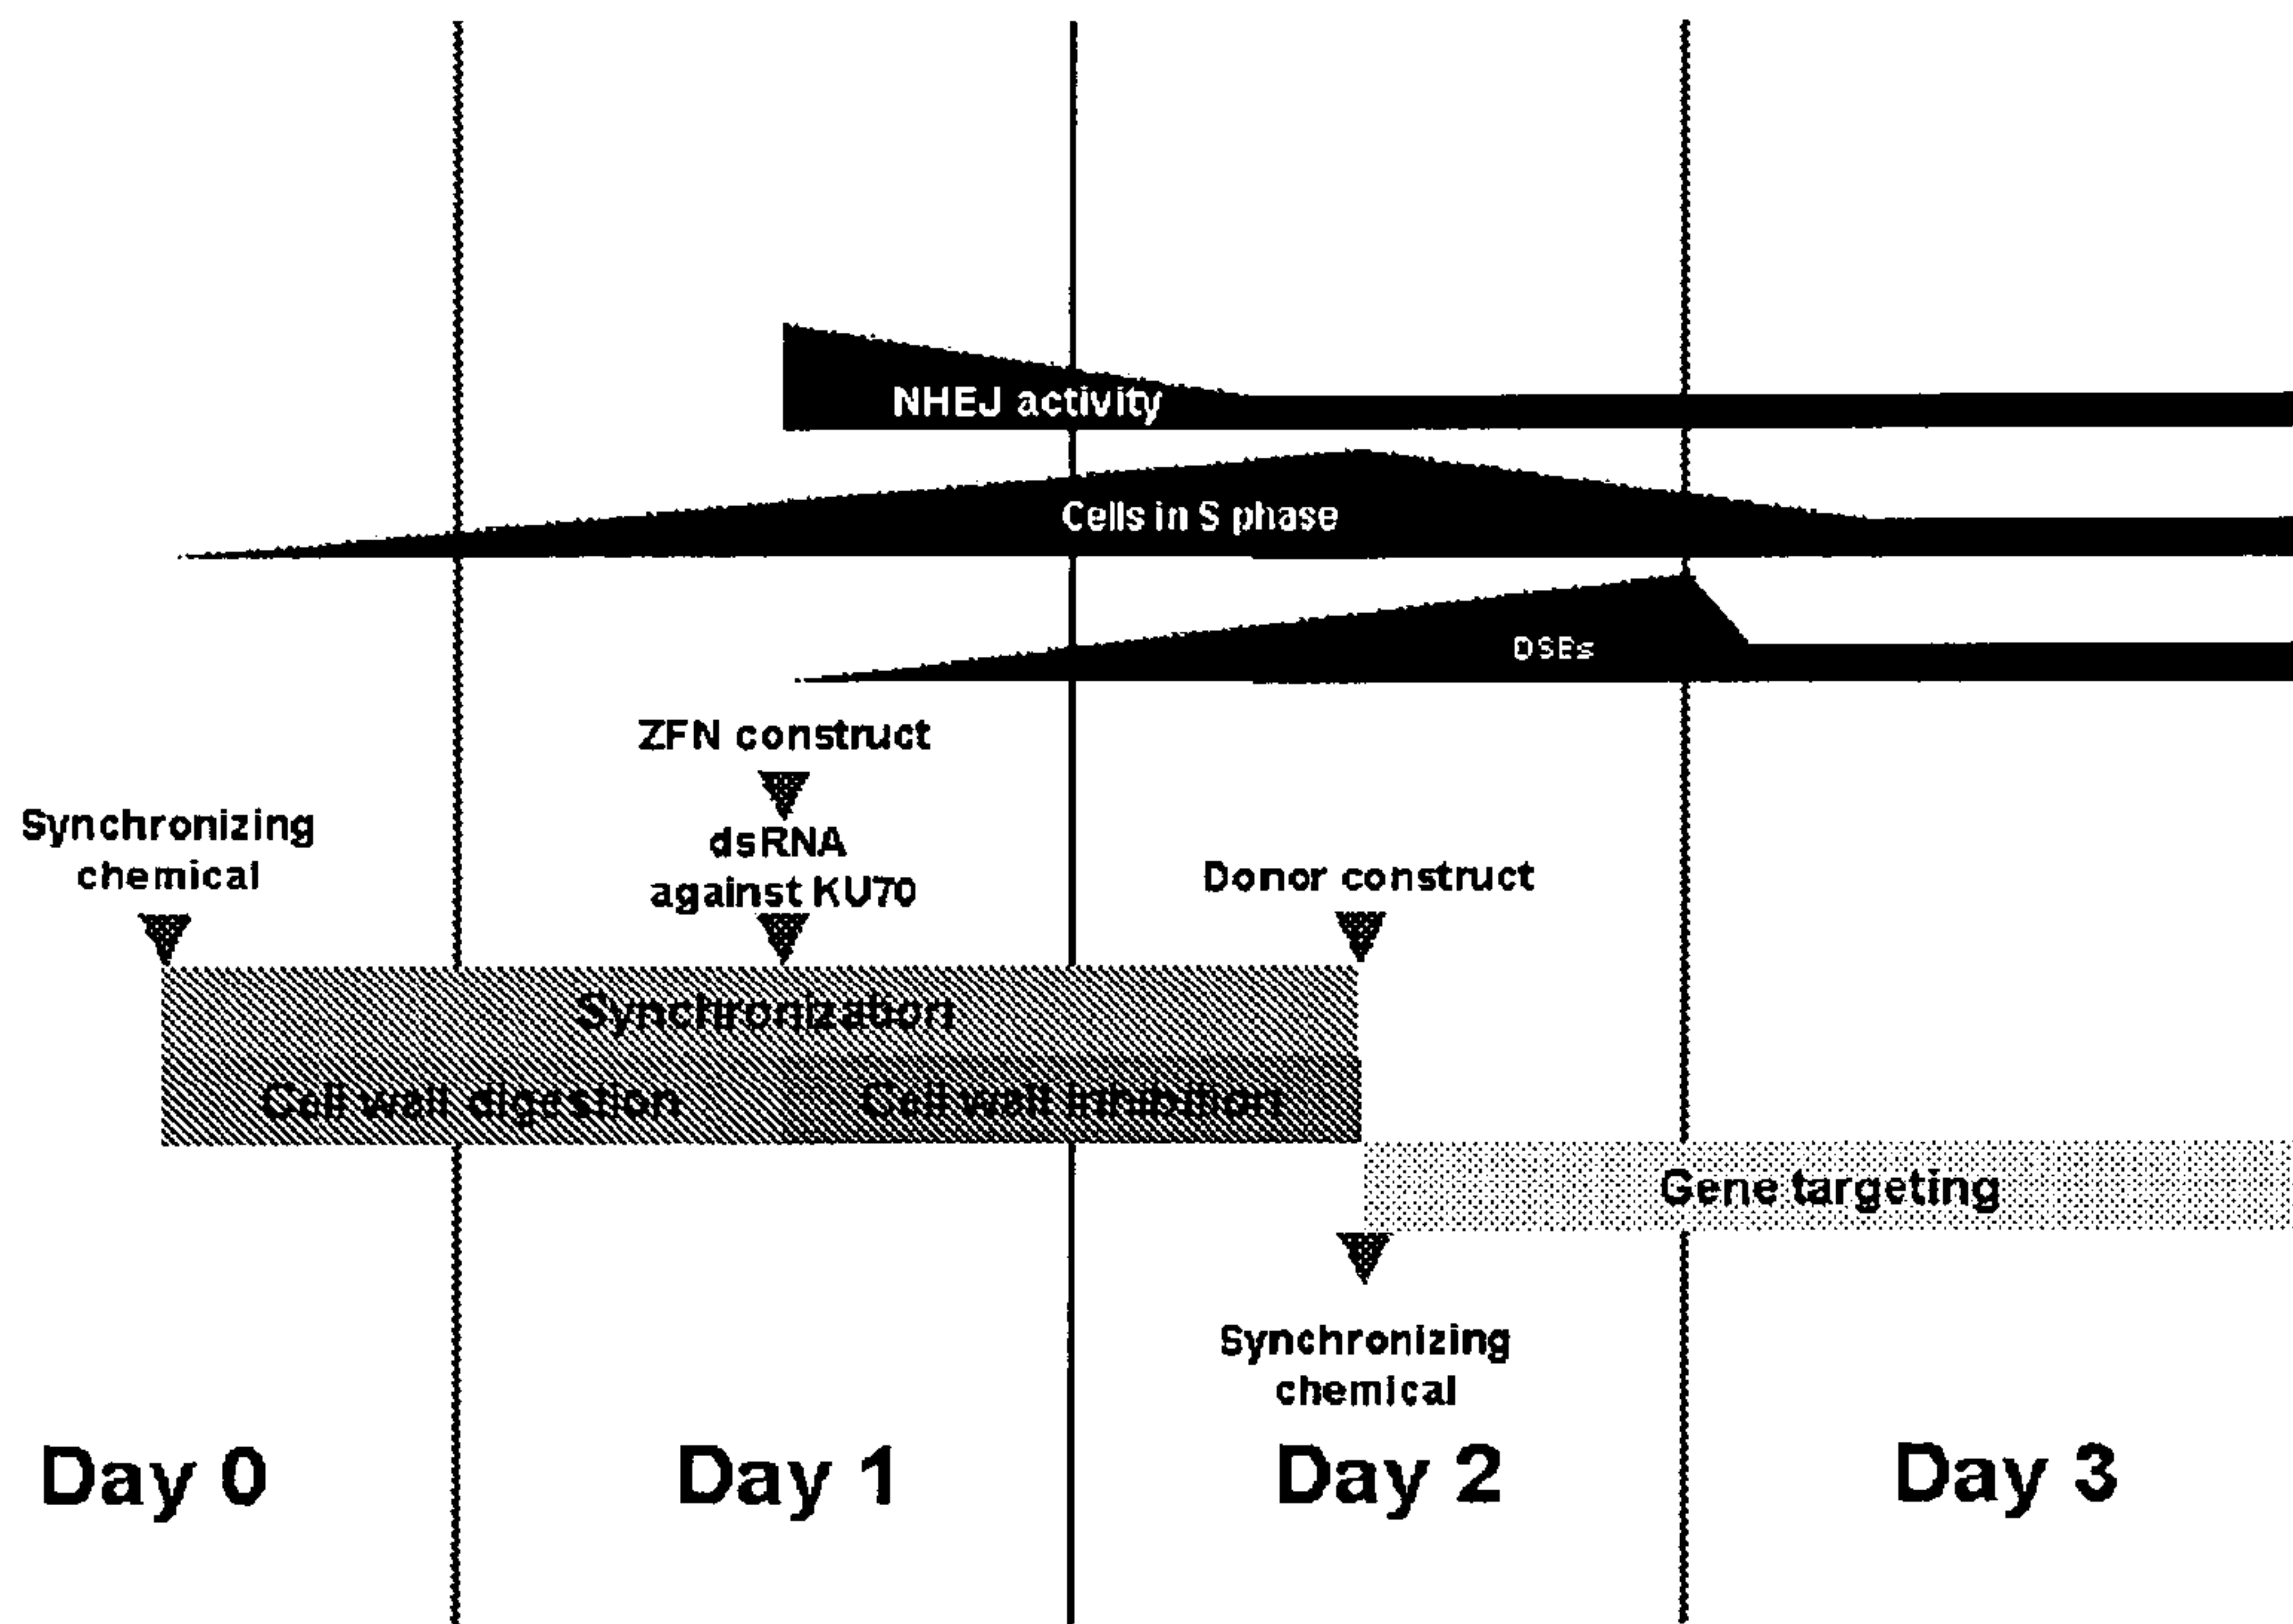 NHEJ activity
Cells in S phase
DSEs
ZFN construct
Synchronizing
chemical
dsRNA
against KU70
Donor construct
Synchronization
Cell wall digestion
Cell wall inhibition
Gene targeting
Synchronizing
chemical
Day 0
Day 1
Day 2
Day 3